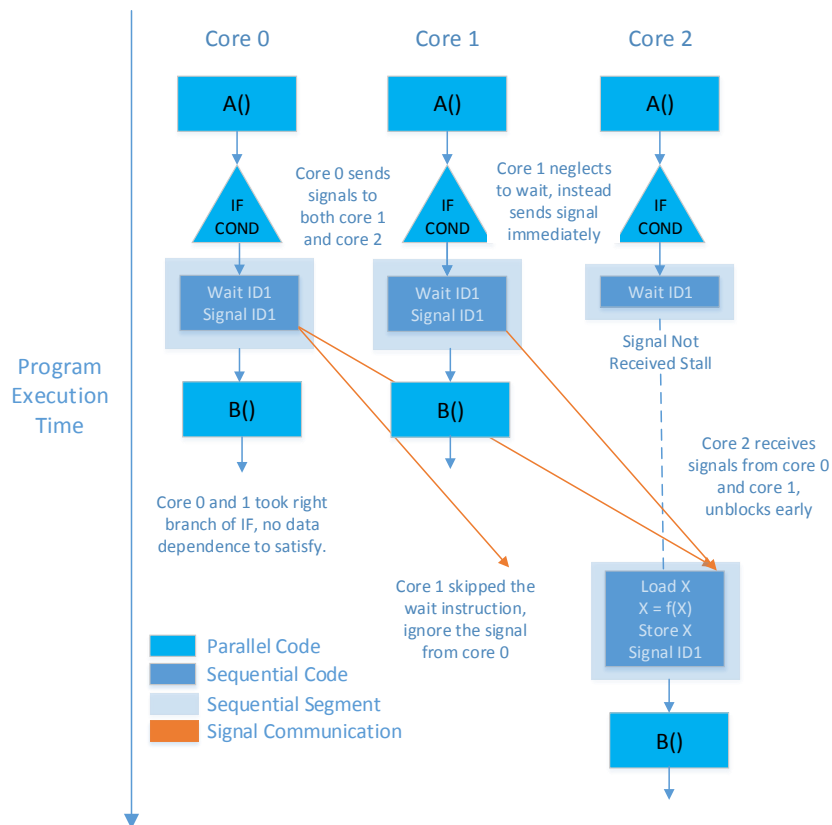 Core 0
Core 1
Core 2
A()
A()
A()
Core 0 sends
signals to
both core 1
and core 2
Core 1 neglects
to wait, instead
sends signal
immediately
IF
COND
IF
COND
IF
COND
Wait ID1
Signal ID1
Wait ID1
Signal ID1
Wait ID1
Signal Not
Received Stall
Program
Execution
Time
B()
B()
Core 2 receives
signals from core 0
and core 1,
unblocks early
Core 0 and 1 took right
branch of IF, no data
dependence to satisfy.
Core 1 skipped the
wait instruction,
ignore the signal
from core 0
Load X
X = f(X)
Store X
Signal ID1
Parallel Code
Sequential Code
Sequential Segment
Signal Communication
B()